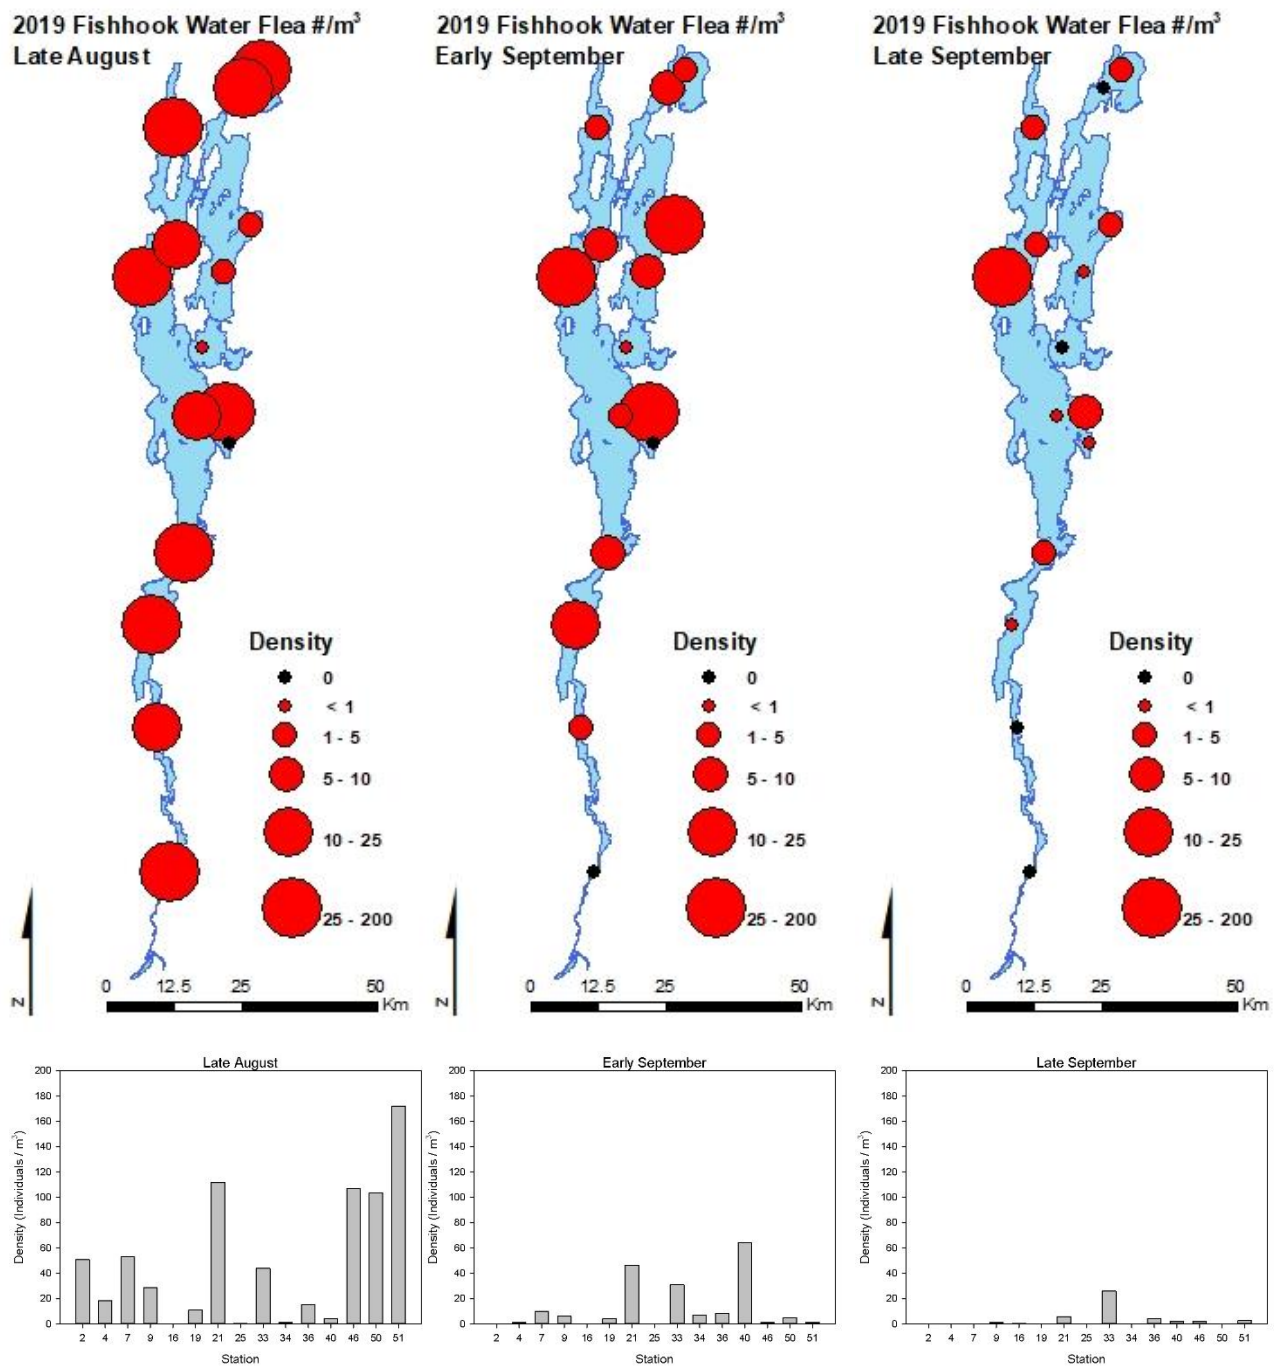 2019 Fishhook Water Flea #/m³
Late August
Density
0
< 1
1 - 5
5 - 10
10 - 25
25 - 200
N
0 12.5 25 50
Km
2019 Fishhook Water Flea #/m³
Early September
Density
0
< 1
1 - 5
5 - 10
10 - 25
25 - 200
N
0 12.5 25 50
Km
2019 Fishhook Water Flea #/m³
Late September
Density
0
< 1
1 - 5
5 - 10
10 - 25
25 - 200
N
0 12.5 25 50
Km
Late August
Density (Individuals / m³)
200
180
160
140
120
100
80
60
40
20
0
2 4 7 9 16 19 21 25 33 34 36 40 46 50 51
Station
Early September
Density (Individuals / m³)
200
180
160
140
120
100
80
60
40
20
0
2 4 7 9 16 19 21 25 33 34 36 40 46 50 51
Station
Late September
Density (Individuals / m³)
200
180
160
140
120
100
80
60
40
20
0
2 4 7 9 16 19 21 25 33 34 36 40 46 50 51
Station